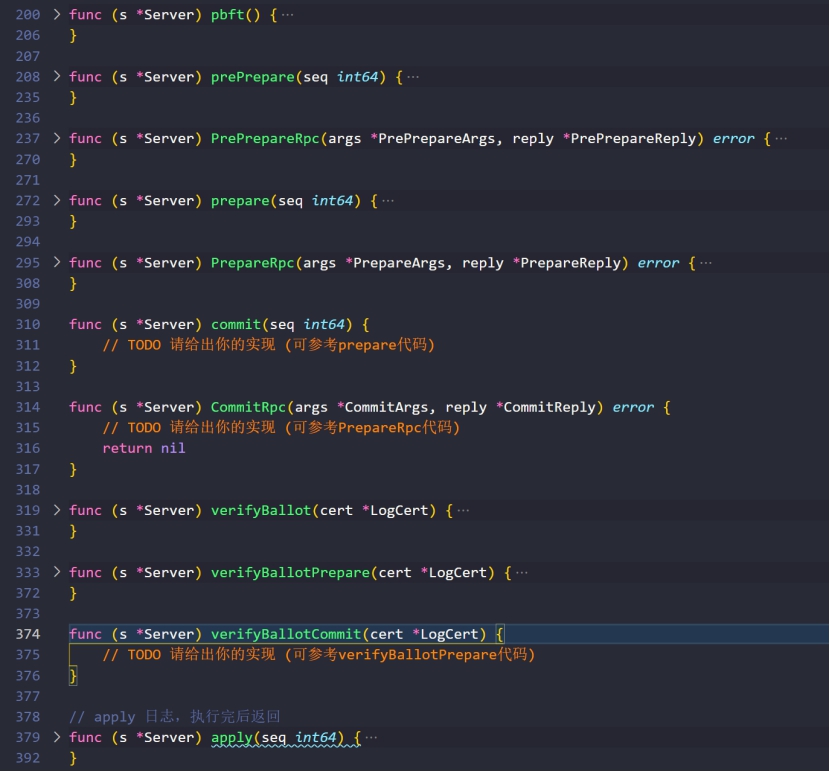 200 > func (s *Server) pbft() { ···
206 }
207
208 > func (s *Server) prePrepare(seq int64) { ···
235 }
236
237 > func (s *Server) PrePrepareRpc(args *PrePrepareArgs, reply *PrePrepareReply) error { ···
270 }
271
272 > func (s *Server) prepare(seq int64) { ···
293 }
294
295 > func (s *Server) PrepareRpc(args *PrepareArgs, reply *PrepareReply) error { ···
308 }
309
310 func (s *Server) commit(seq int64) {
311 // TODO 请给出你的实现 (可参考prepare代码)
312 }
313
314 func (s *Server) CommitRpc(args *CommitArgs, reply *CommitReply) error {
315 // TODO 请给出你的实现 (可参考PrepareRpc代码)
316 return nil
317 }
318
319 > func (s *Server) verifyBallot(cert *LogCert) { ···
331 }
332
333 > func (s *Server) verifyBallotPrepare(cert *LogCert) { ···
372 }
373
374 func (s *Server) verifyBallotCommit(cert *LogCert) {
375 // TODO 请给出你的实现 (可参考verifyBallotPrepare代码)
376 }
377
378 // apply 日志，执行完后返回
379 > func (s *Server) apply(seq int64) { ···
392 }